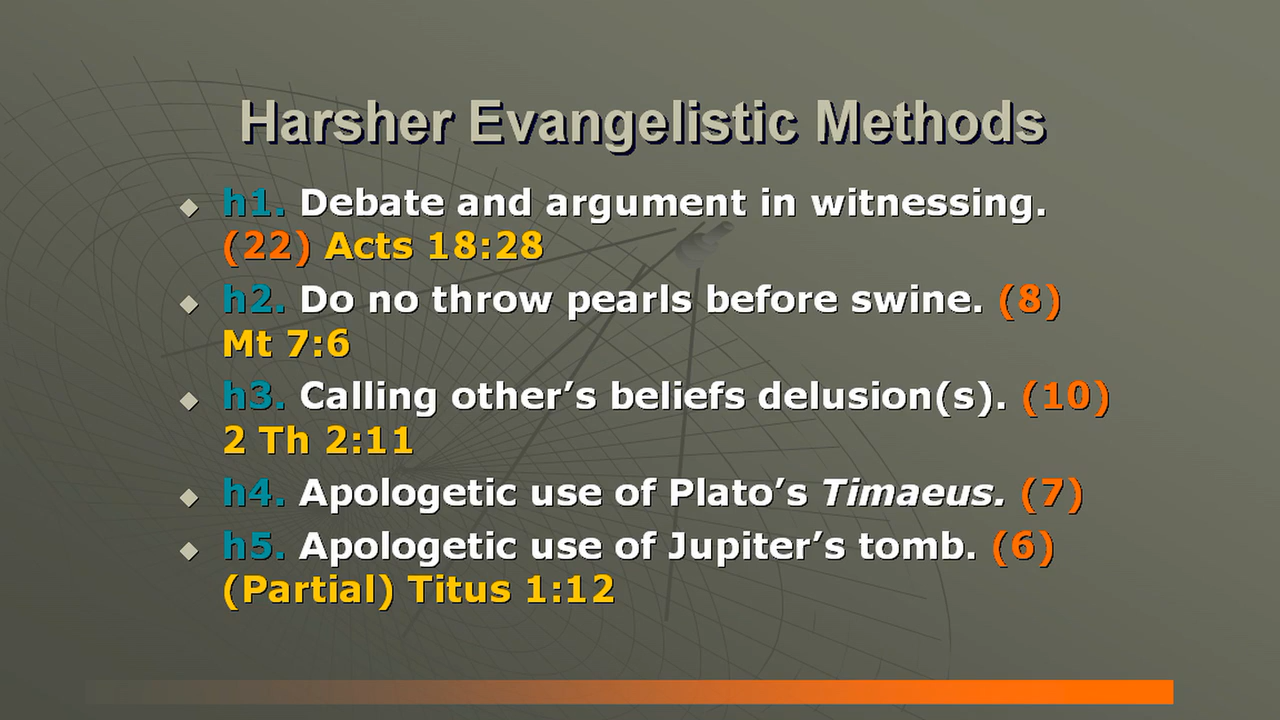 Harsher Evangelistic Methods
h1. Debate and argument in witnessing.
(22) Acts 18:28
h2. Do no throw pearls before swine. (8)
Mt 7:6
h3. Calling other’s beliefs delusion(s). (10)
2 Th 2:11
h4. Apologetic use of Plato’s Timaeus. (7)
h5. Apologetic use of Jupiter’s tomb. (6)
(Partial) Titus 1:12